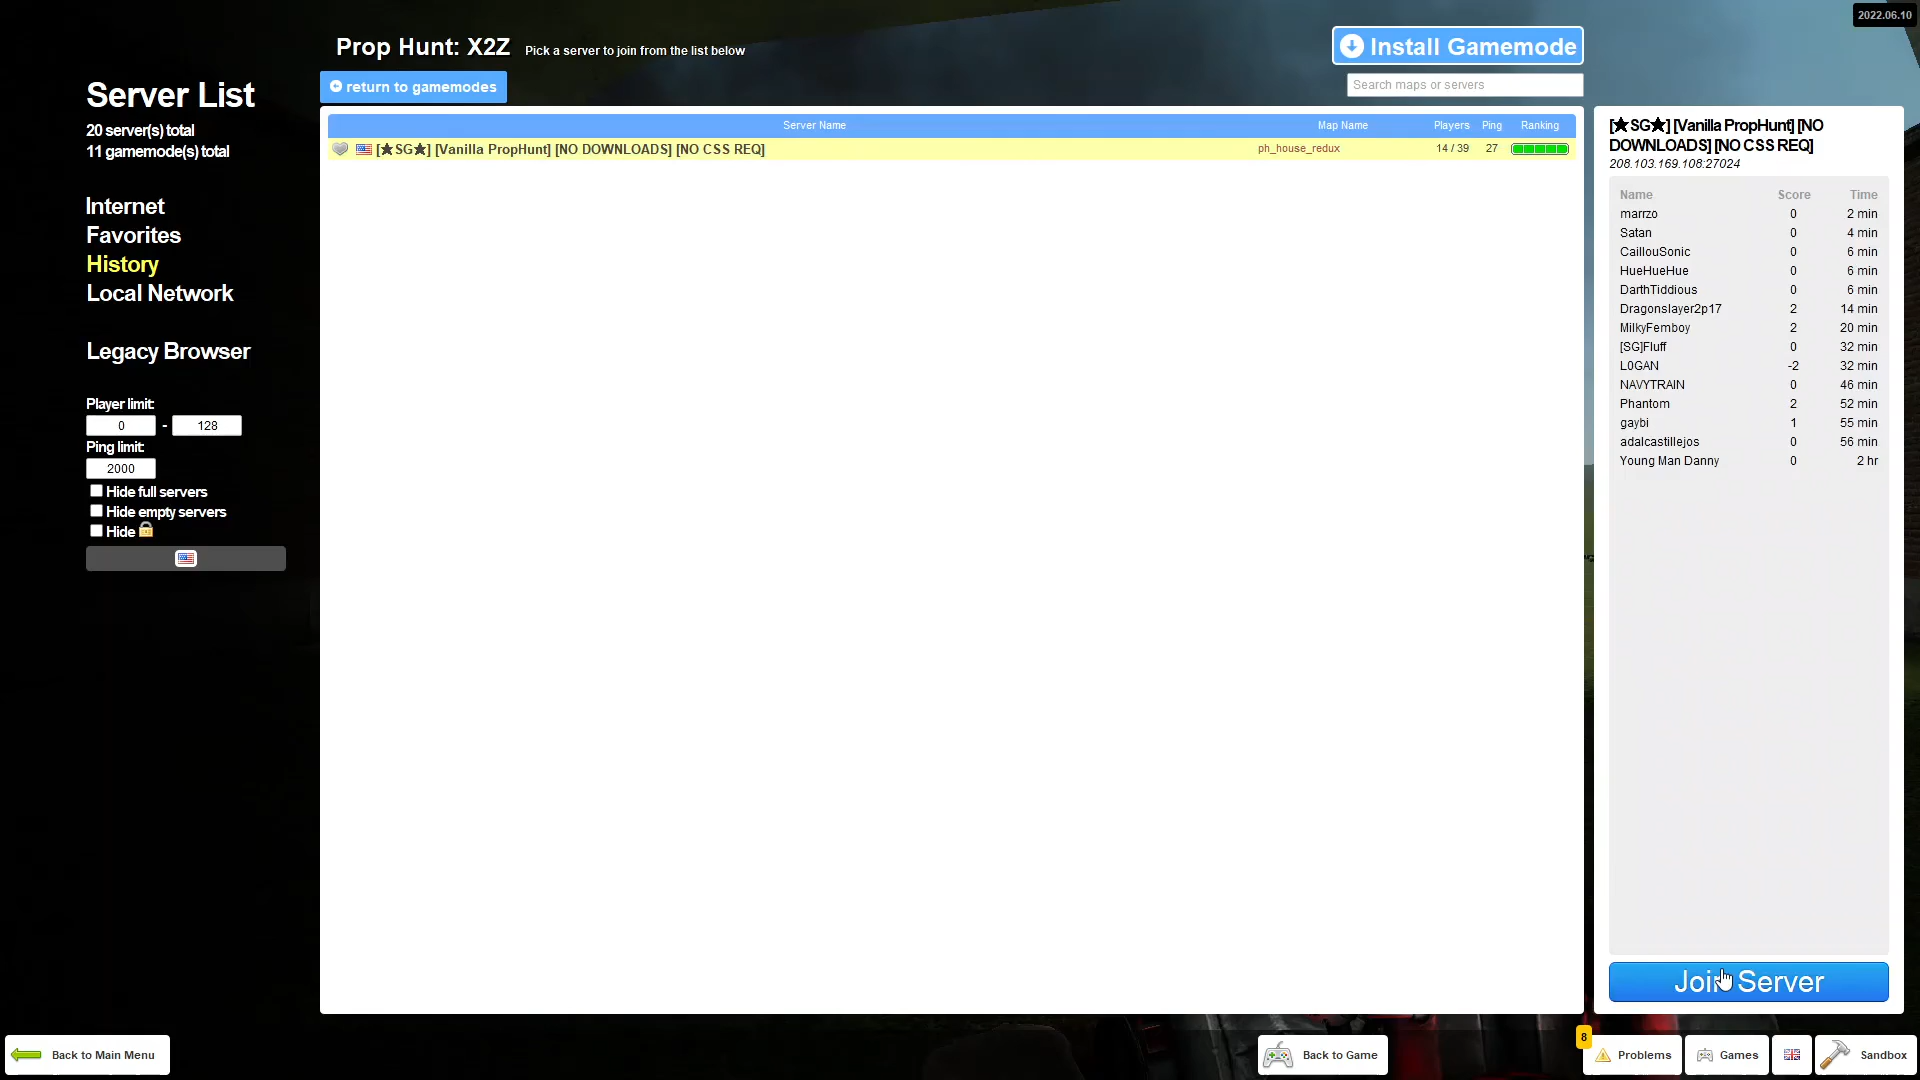 2022.06.10
Prop Hunt: X2Z Pick a server to join from the list below
Install Gamemode
return to gamemodes
Search maps or servers
Server List
20 server(s) total
11 gamemode(s) total
Internet
Favorites
History
Local Network
Legacy Browser
Player limit:
0 - 128
Ping limit:
2000
Hide full servers
Hide empty servers
Hide
Server Name Map Name Players Ping Ranking
[★SG★] [Vanilla PropHunt] [NO DOWNLOADS] [NO CSS REQ] ph_house_redux 14 / 39 27
[★SG★] [Vanilla PropHunt] [NO
DOWNLOADS] [NO CSS REQ]
208.103.169.108:27024
Name Score Time
marrzo 0 2 min
Satan 0 4 min
CaillouSonic 0 6 min
HueHueHue 0 6 min
DarthTiddious 0 6 min
Dragonslayer2p17 2 14 min
MilkyFemboy 2 20 min
[SG]Fluff 0 32 min
L0GAN -2 32 min
NAVYTRAIN 0 46 min
Phantom 2 52 min
gaybi 1 55 min
adalcastillejos 0 56 min
Young Man Danny 0 2 hr
Join Server
Back to Main Menu
Back to Game
8
Problems
Games
Sandbox